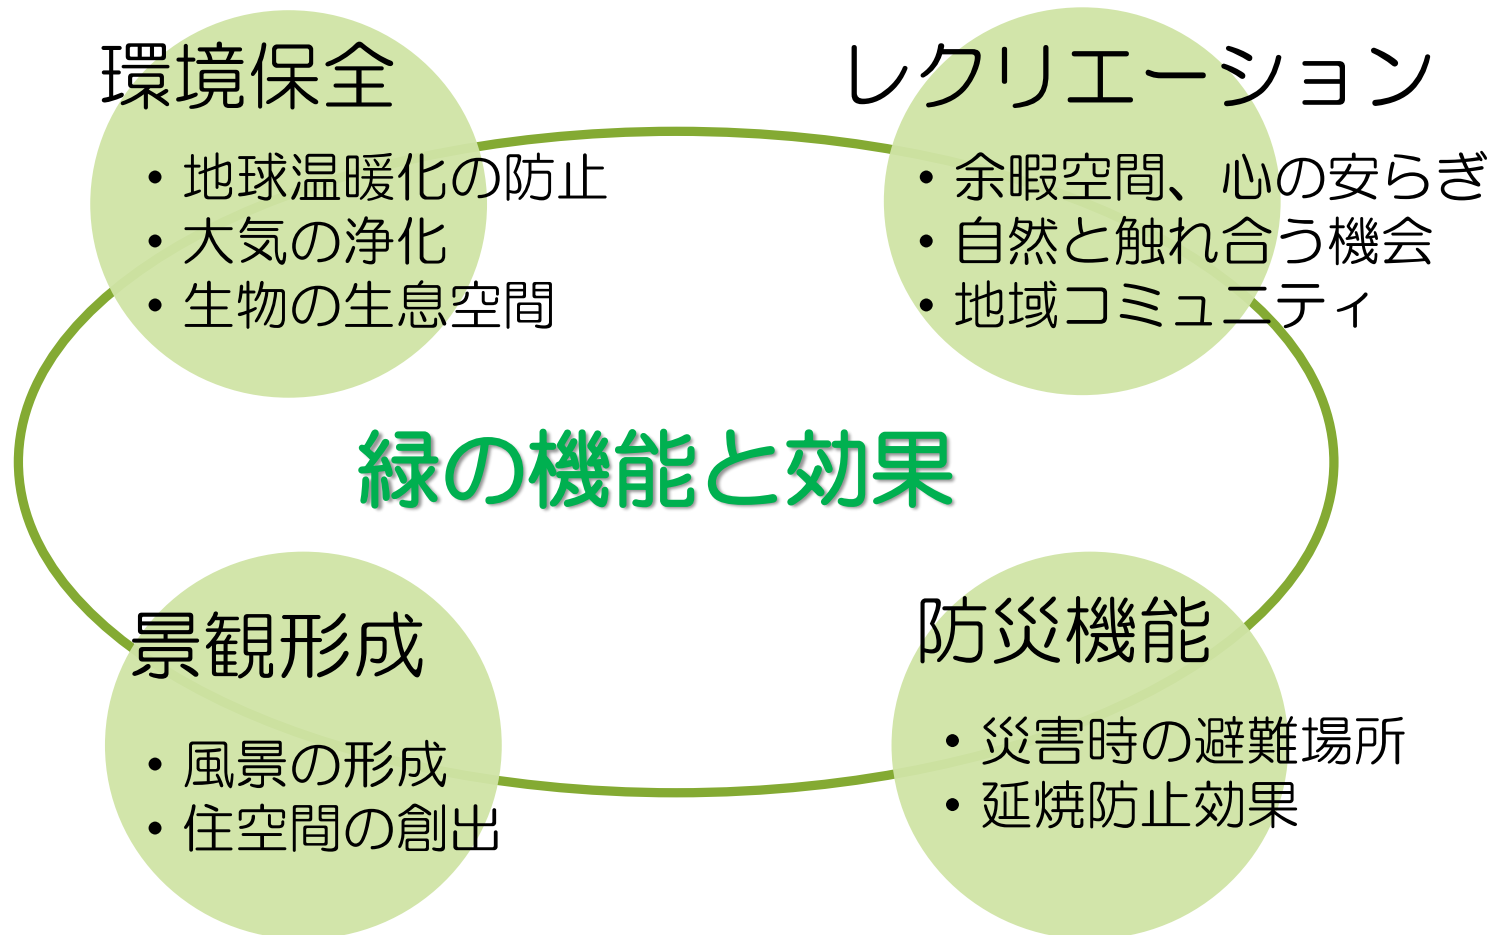 環境保全
• 地球温暖化の防止
• 大気の浄化
• 生物の生息空間
レクリエーション
• 余暇空間、心の安らぎ
• 自然と触れ合う機会
• 地域コミュニティ
緑の機能と効果
景観形成
• 風景の形成
• 住空間の創出
防災機能
• 災害時の避難場所
• 延焼防止効果